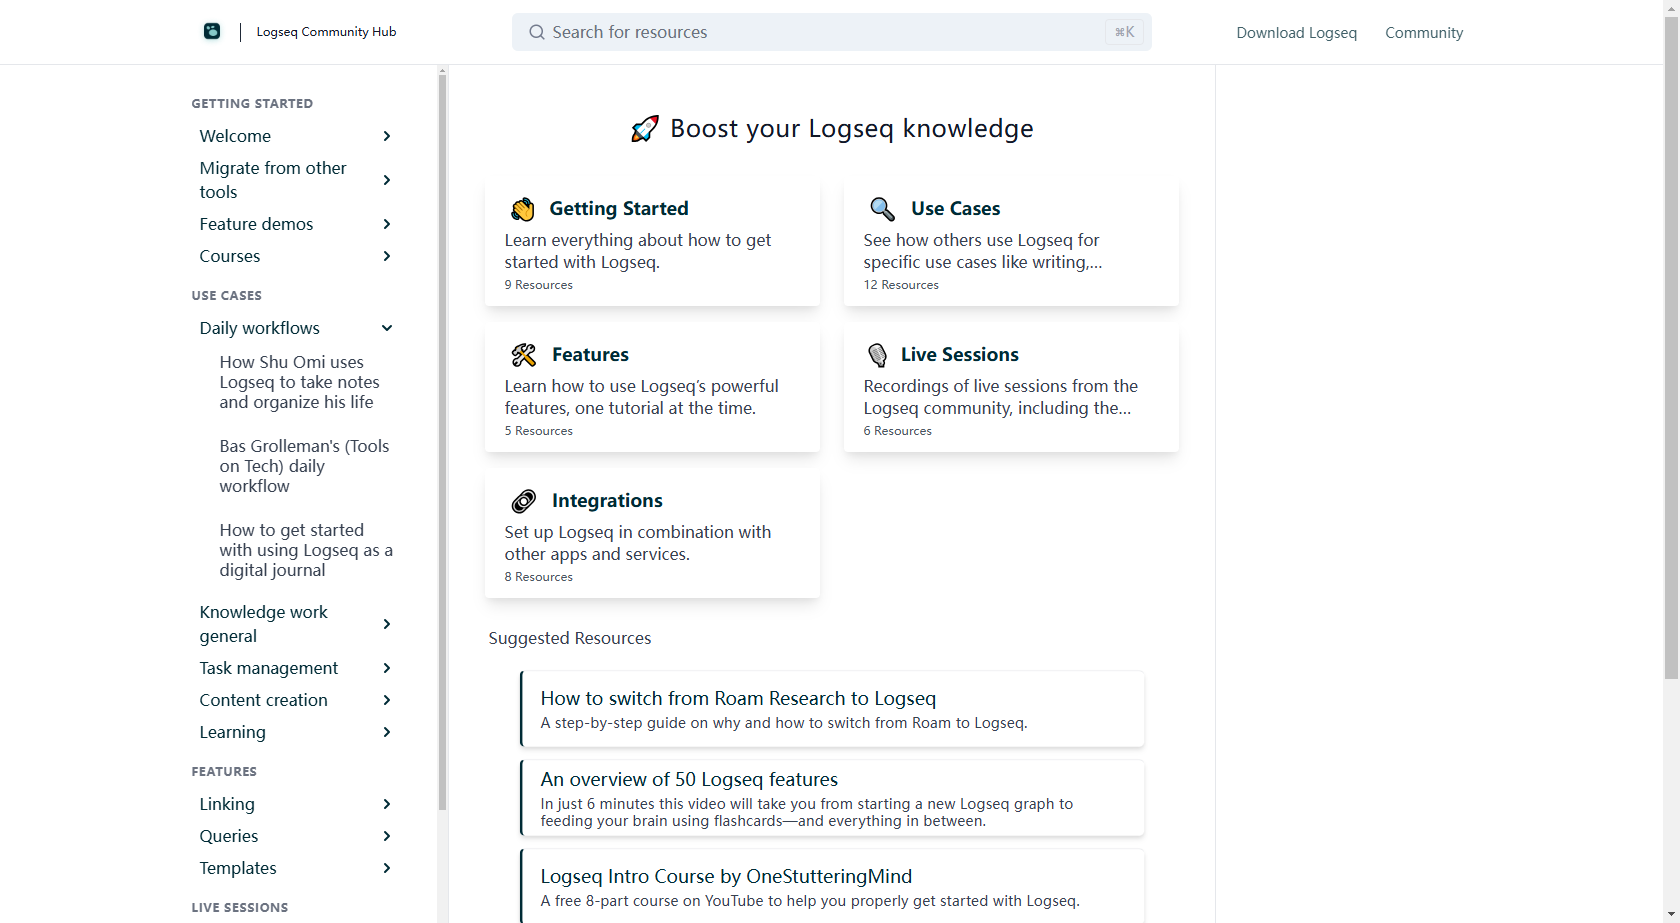 Logseq Community Hub
Search for resources
⌘K
Download Logseq
Community
GETTING STARTED
Welcome
Migrate from other
tools
Feature demos
Courses
USE CASES
Daily workflows
How Shu Omi uses
Logseq to take notes
and organize his life
Bas Grolleman's (Tools
on Tech) daily
workflow
How to get started
with using Logseq as a
digital journal
Knowledge work
general
Task management
Content creation
Learning
FEATURES
Linking
Queries
Templates
LIVE SESSIONS
🚀 Boost your Logseq knowledge
Getting Started
Learn everything about how to get
started with Logseq.
9 Resources
Use Cases
See how others use Logseq for
specific use cases like writing,...
12 Resources
Features
Learn how to use Logseq’s powerful
features, one tutorial at the time.
5 Resources
Live Sessions
Recordings of live sessions from the
Logseq community, including the...
6 Resources
Integrations
Set up Logseq in combination with
other apps and services.
8 Resources
Suggested Resources
How to switch from Roam Research to Logseq
A step-by-step guide on why and how to switch from Roam to Logseq.
An overview of 50 Logseq features
In just 6 minutes this video will take you from starting a new Logseq graph to
feeding your brain using flashcards—and everything in between.
Logseq Intro Course by OneStutteringMind
A free 8-part course on YouTube to help you properly get started with Logseq.